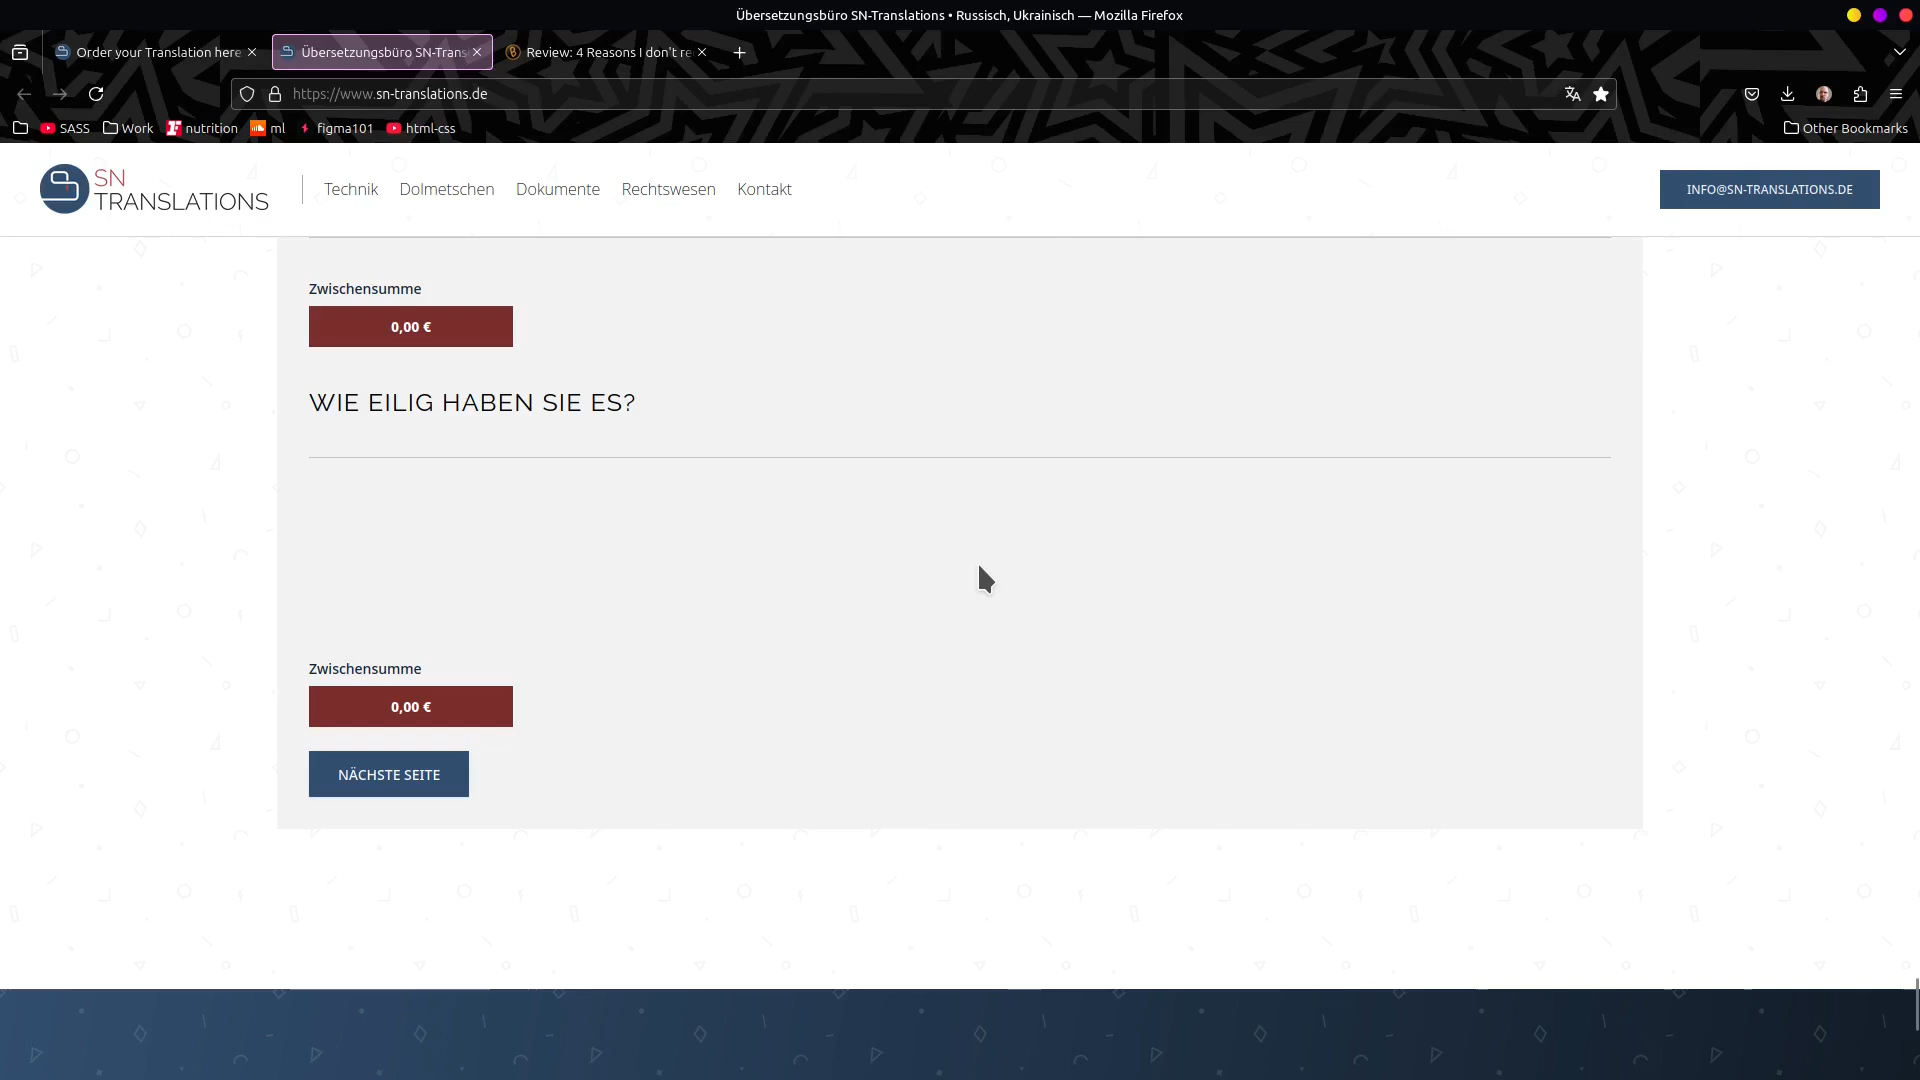 Übersetzungsbüro SN-Translations • Russisch, Ukrainisch — Mozilla Firefox
Order your Translation here
Übersetzungsbüro SN-Trans
Review: 4 Reasons I don't re
https://www.sn-translations.de
SASS
Work
nutrition
ml
figma101
html-css
Other Bookmarks
SN
TRANSLATIONS
Technik
Dolmetschen
Dokumente
Rechtswesen
Kontakt
INFO@SN-TRANSLATIONS.DE
Zwischensumme
0,00 €
WIE EILIG HABEN SIE ES?
Zwischensumme
0,00 €
NÄCHSTE SEITE